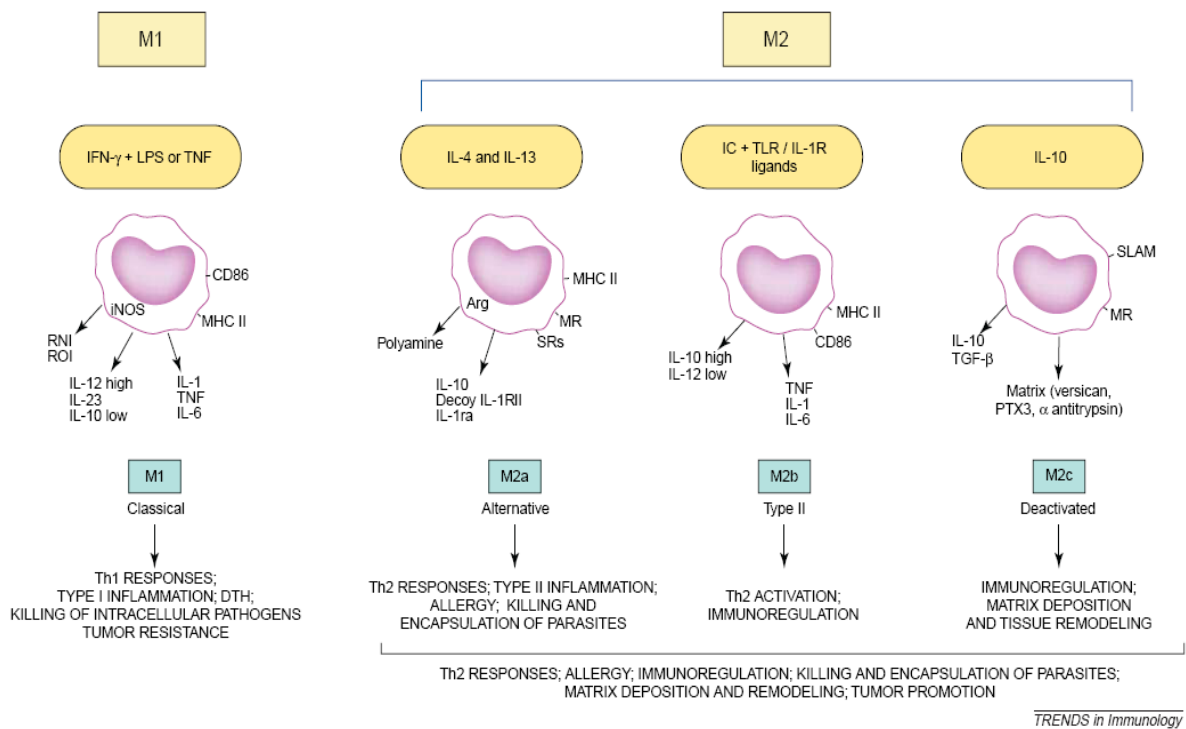 M1
M2
IFN-γ + LPS or TNF
IL-4 and IL-13
IC + TLR / IL-1R
ligands
IL-10
CD86
iNOS
MHC II
RNI
ROI
IL-12 high
IL-23
IL-10 low
IL-1
TNF
IL-6
MHC II
Arg
MR
SRs
Polyamine
IL-10
Decoy IL-1RII
IL-1ra
MHC II
CD86
IL-10 high
IL-12 low
TNF
IL-1
IL-6
SLAM
MR
IL-10
TGF-β
Matrix (versican,
PTX3, α antitrypsin)
M1
Classical
M2a
Alternative
M2b
Type II
M2c
Deactivated
Th1 RESPONSES;
TYPE I INFLAMMATION; DTH;
KILLING OF INTRACELLULAR PATHOGENS
TUMOR RESISTANCE
Th2 RESPONSES; TYPE II INFLAMMATION;
ALLERGY; KILLING AND
ENCAPSULATION OF PARASITES
Th2 ACTIVATION;
IMMUNOREGULATION
IMMUNOREGULATION;
MATRIX DEPOSITION
AND TISSUE REMODELING
Th2 RESPONSES; ALLERGY; IMMUNOREGULATION; KILLING AND ENCAPSULATION OF PARASITES;
MATRIX DEPOSITION AND REMODELING; TUMOR PROMOTION
TRENDS in Immunology